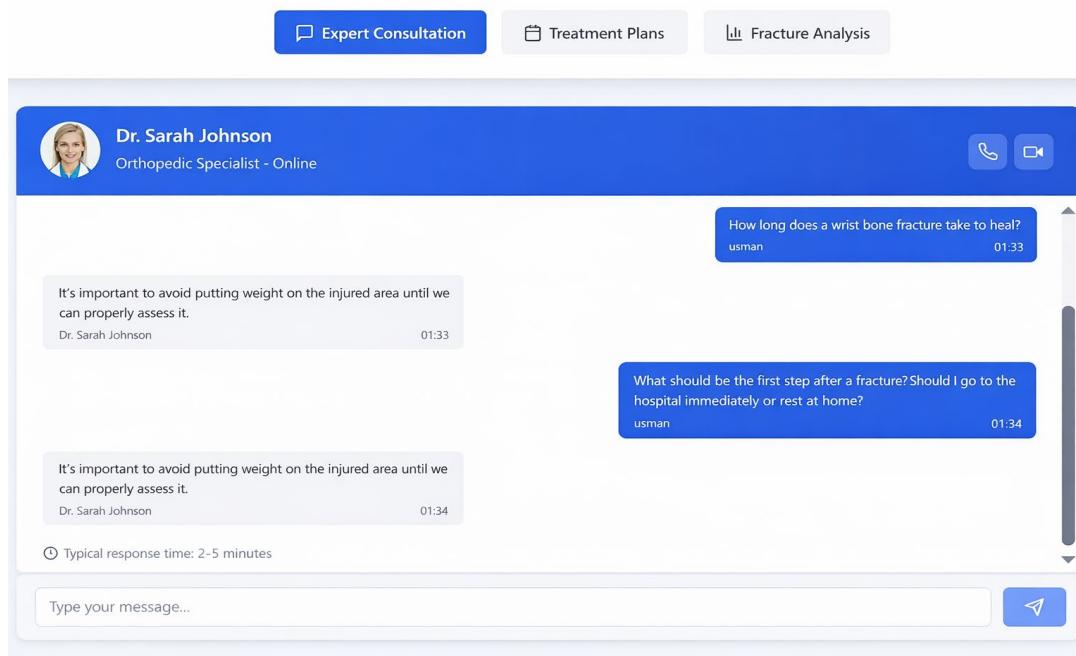 Expert Consultation
Treatment Plans
Fracture Analysis
Dr. Sarah Johnson
Orthopedic Specialist - Online
How long does a wrist bone fracture take to heal?
usman 01:33
It's important to avoid putting weight on the injured area until we
can properly assess it.
Dr. Sarah Johnson 01:33
What should be the first step after a fracture? Should I go to the
hospital immediately or rest at home?
usman 01:34
It's important to avoid putting weight on the injured area until we
can properly assess it.
Dr. Sarah Johnson 01:34
Typical response time: 2-5 minutes
Type your message...